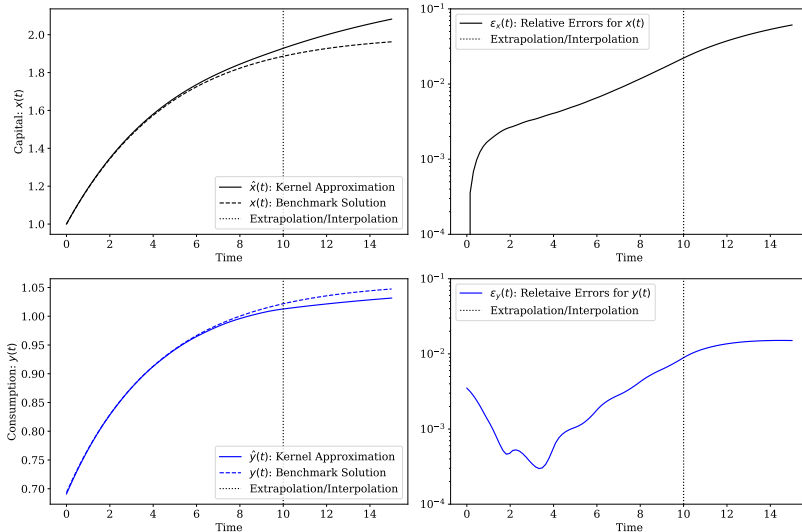 2.0
1.8
1.6
1.4
1.2
1.0
Capital: x(t)
x̂(t): Kernel Approximation
x(t): Benchmark Solution
Extrapolation/Interpolation
0 2 4 6 8 10 12 14
Time
10⁻¹
10⁻²
10⁻³
10⁻⁴
εₓ(t): Relative Errors for x(t)
Extrapolation/Interpolation
0 2 4 6 8 10 12 14
Time
1.05
1.00
0.95
0.90
0.85
0.80
0.75
0.70
Consumption: y(t)
ŷ(t): Kernel Approximation
y(t): Benchmark Solution
Extrapolation/Interpolation
0 2 4 6 8 10 12 14
Time
10⁻¹
10⁻²
10⁻³
10⁻⁴
ε_y(t): Reletaive Errors for y(t)
Extrapolation/Interpolation
0 2 4 6 8 10 12 14
Time